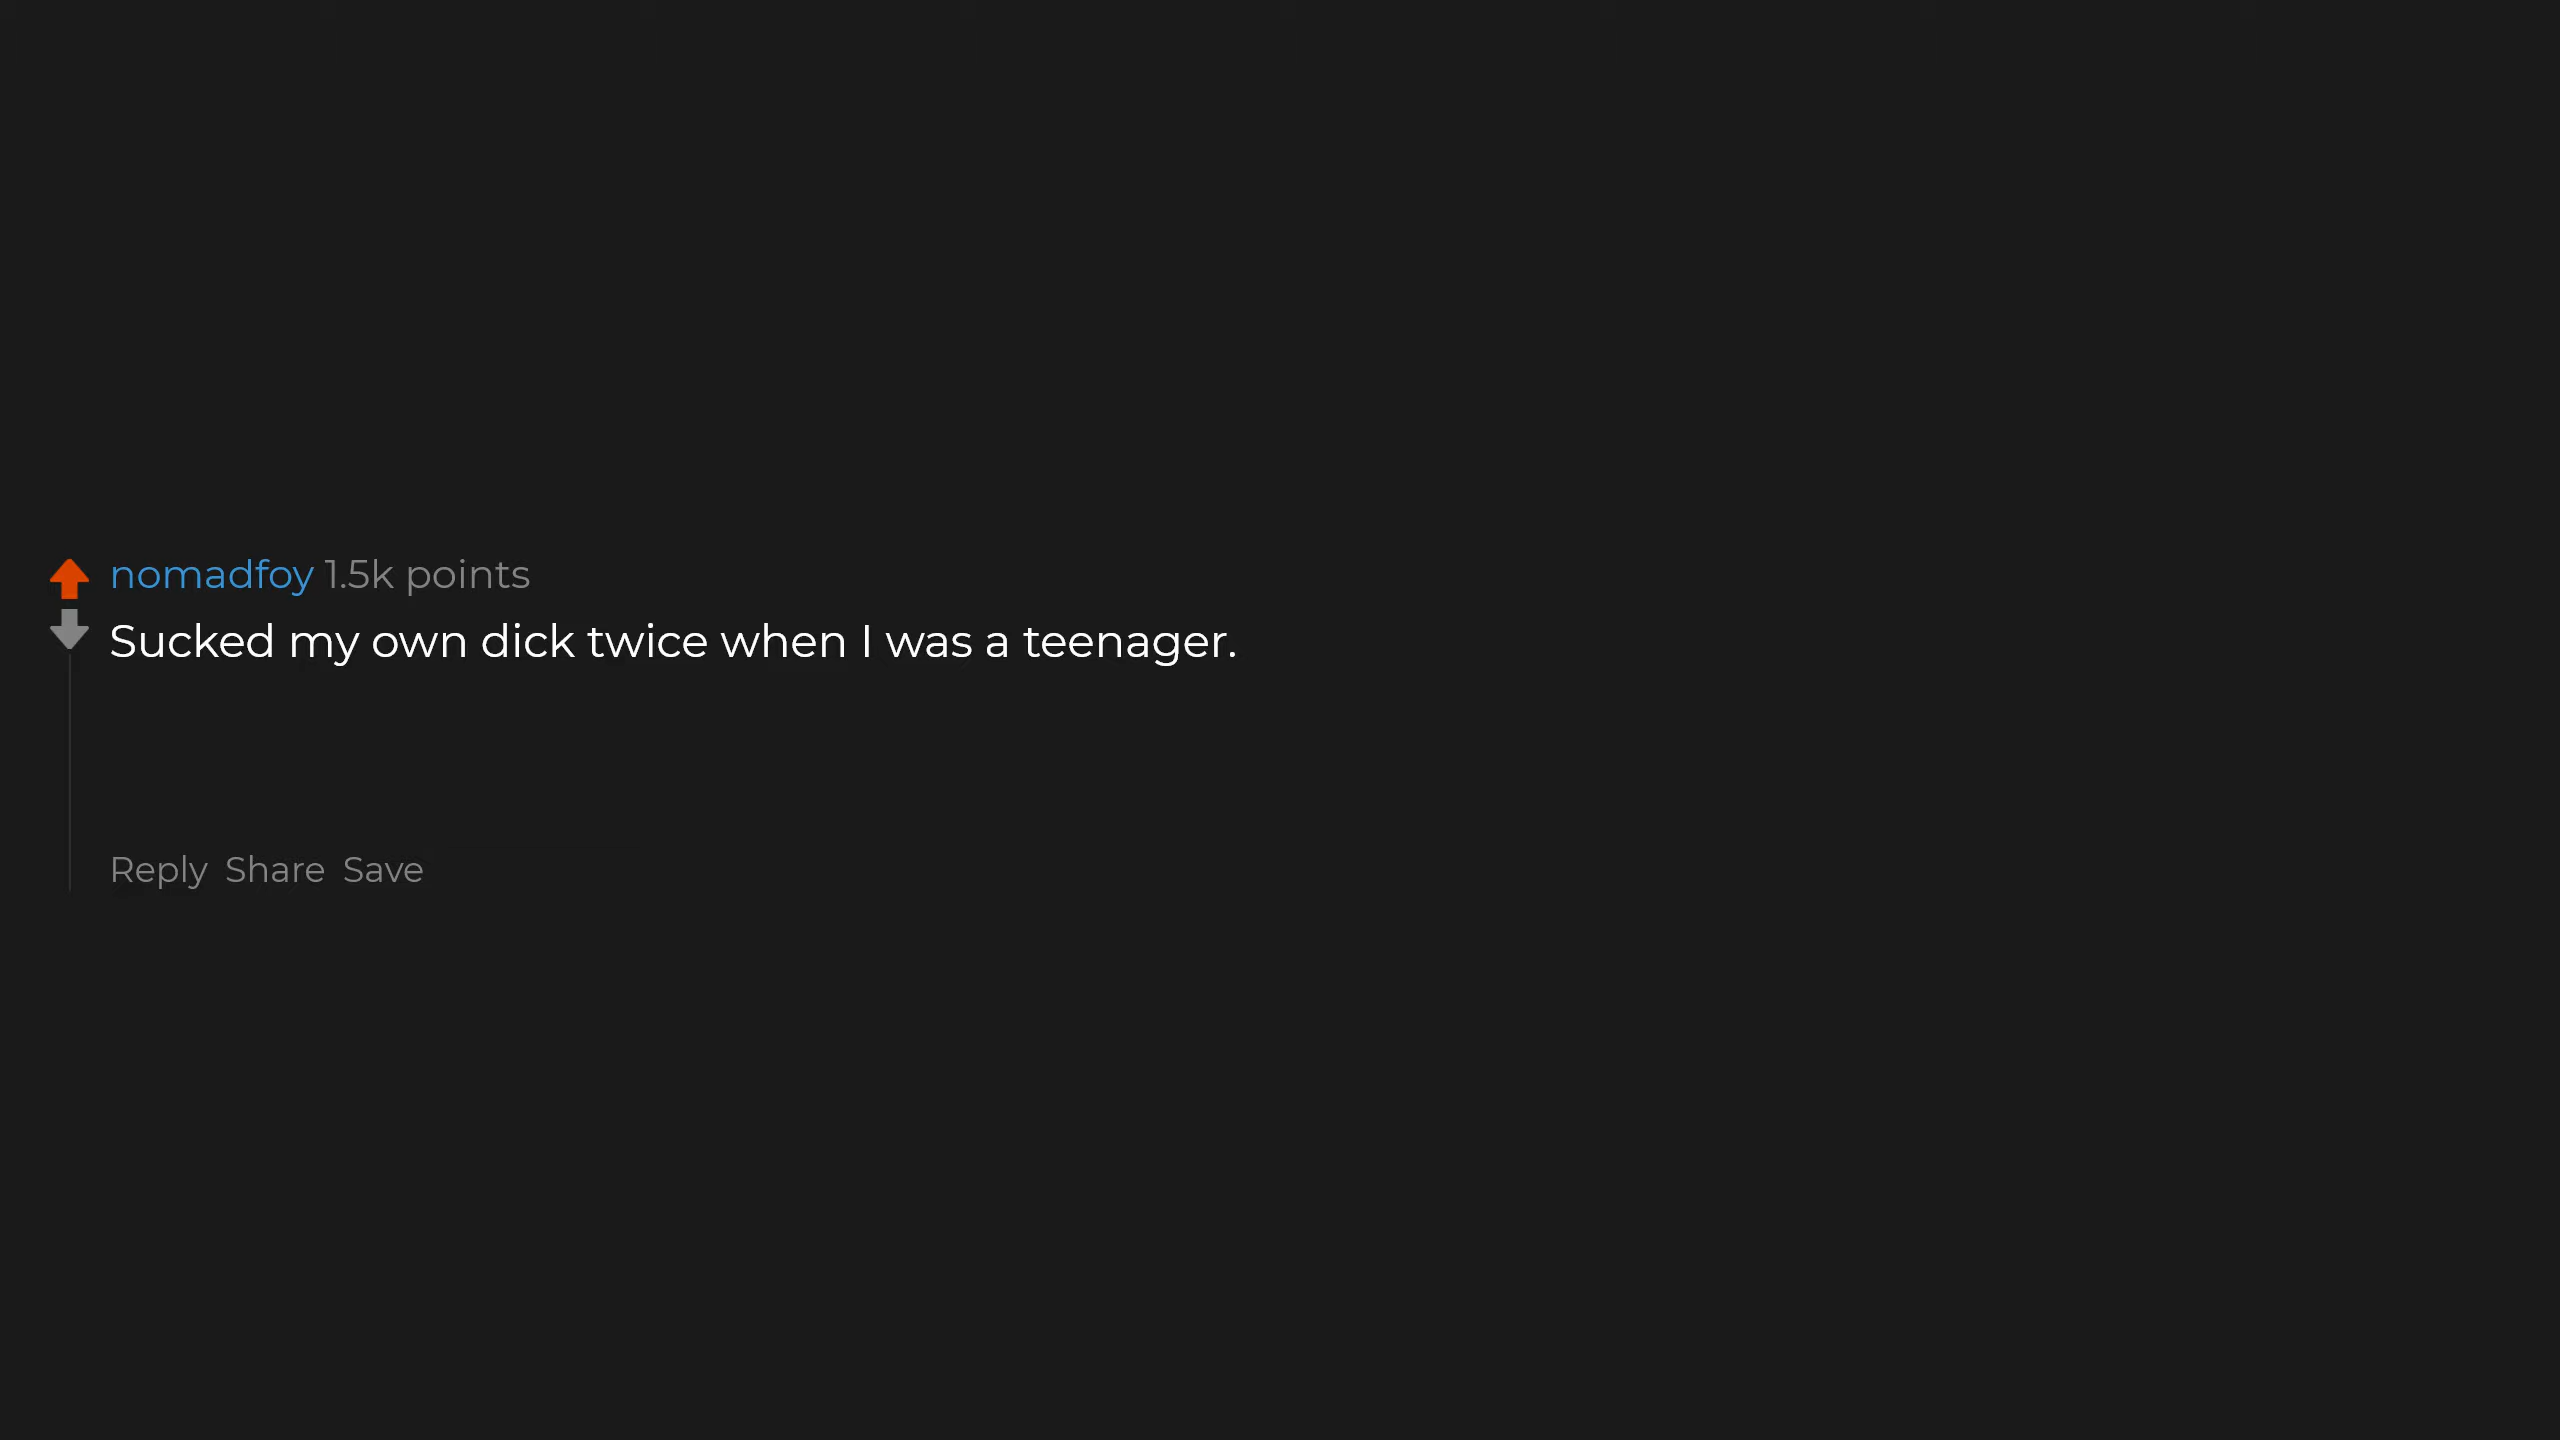 nomadfoy 1.5k points
Sucked my own dick twice when I was a teenager.
Reply Share Save